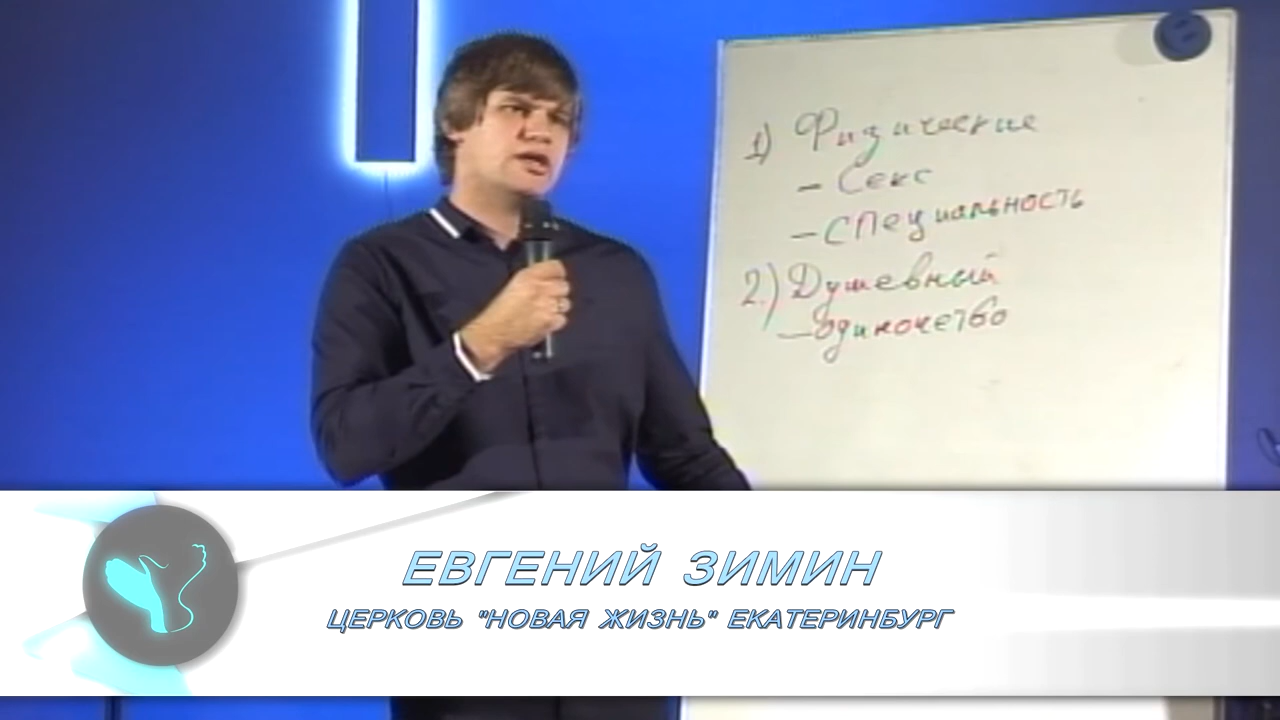 1) Физические
- Секс
- Специальность
2.) Душевный
- одиночество
ЕВГЕНИЙ ЗИМИН
ЦЕРКОВЬ "НОВАЯ ЖИЗНЬ" ЕКАТЕРИНБУРГ